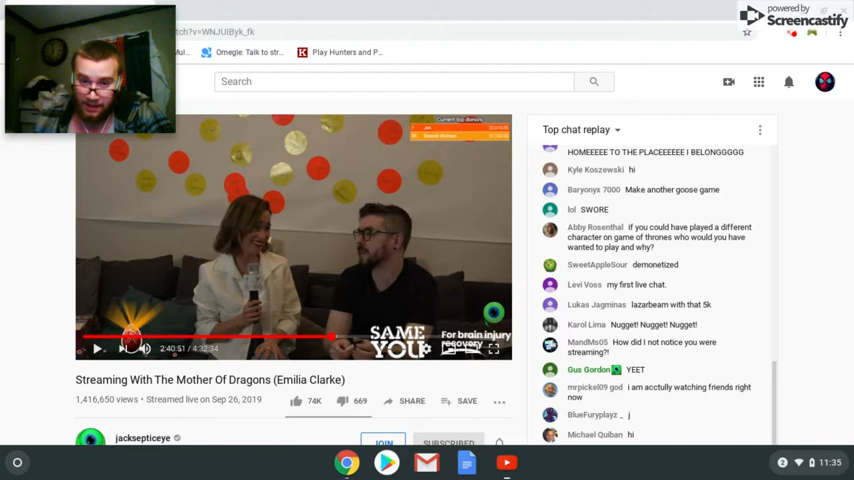 powered by
Screencastify
tch?v=WNJUIByk_fk
Mul..
Omegle: Talk to str...
Play Hunters and P...
Search
Current top donors
Top chat replay
HOMEEEEE TO THE PLACEEEEEE I BELONGGGGG
Kyle Koszewski hi
Baryonyx 7000 Make another goose game
lol SWORE
Abby Rosenthal if you could have played a different
character on game of thrones who would you have
wanted to play and why?
SweetAppleSour demonetized
Levi Voss my first live chat.
Lukas Jagminas lazarbeam with that 5k
Karol Lima Nugget! Nugget! Nugget!
MandMs05 How did I not notice you were
streaming?!
Gus Gordon YEET
mrpickel09 god i am acctully watching friends right
now
BlueFuryplayz _ j
Michael Quiban hi
SAME
YOU
For brain injury
recovery
2:40:51 / 4:32:34
Streaming With The Mother Of Dragons (Emilia Clarke)
1,416,650 views • Streamed live on Sep 26, 2019
74K
669
SHARE
SAVE
jacksepticeye
JOIN
SUBSCRIBED
2
11:35